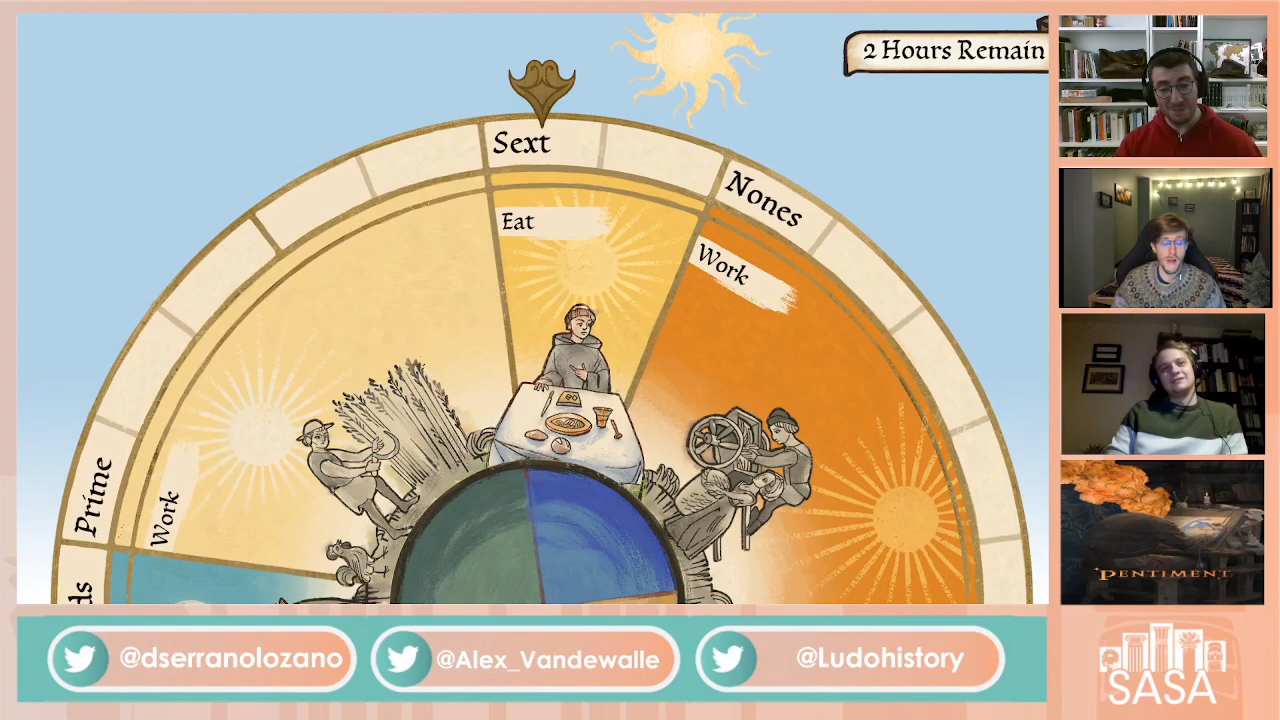 2 Hours Remain
Sext
Nones
Eat
Work
Prime
Work
ds
PENTIMENT
@dserranolozano
@Alex_Vandewalle
@Ludohistory
SASA